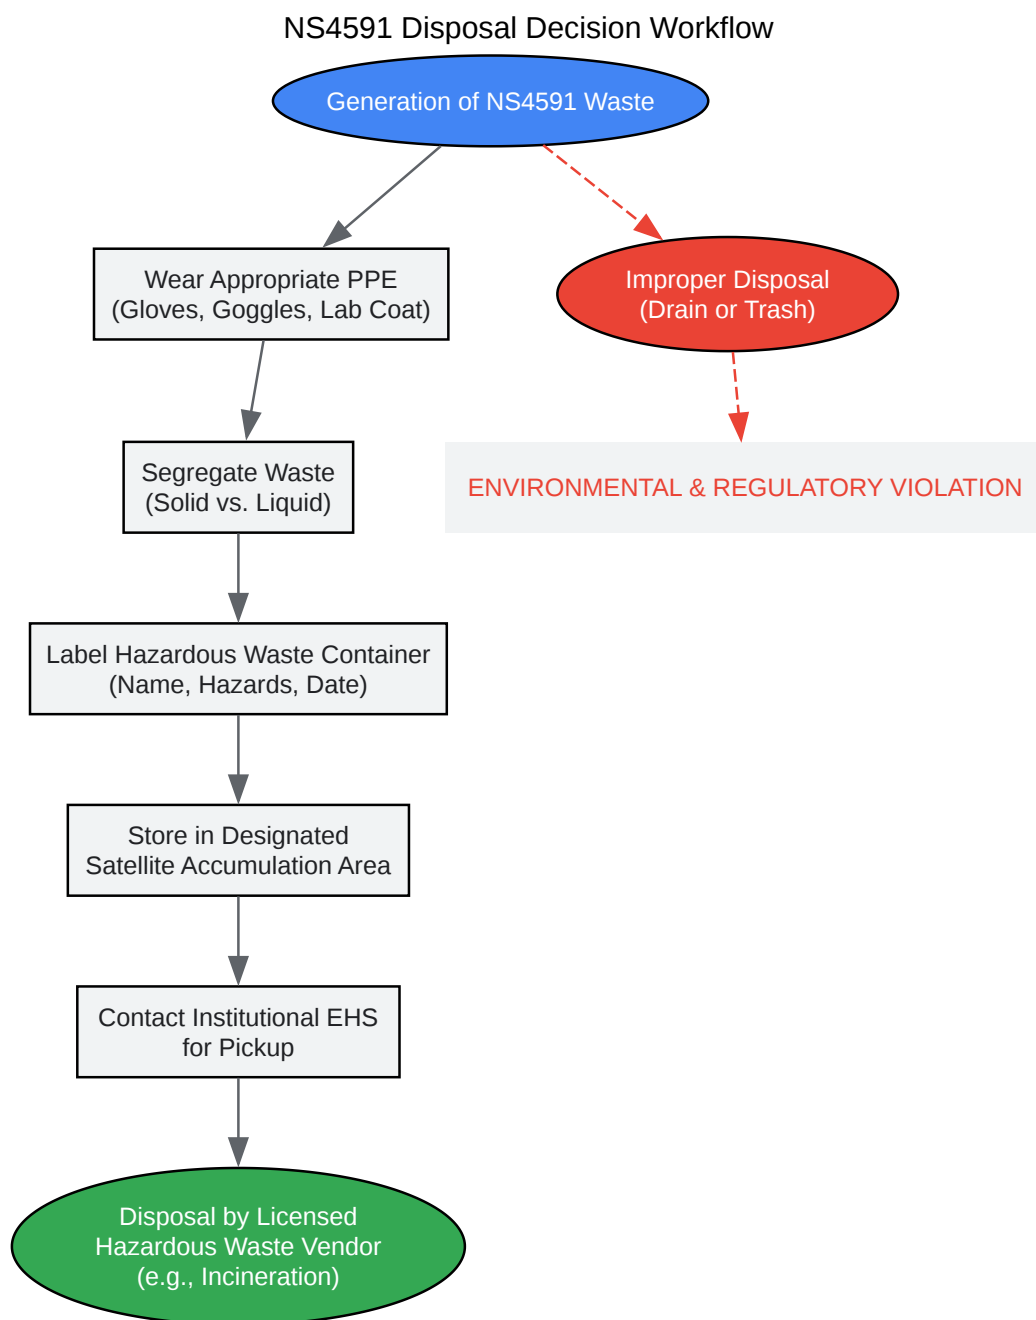 NS4591 Disposal Decision Workflow
Generation of NS4591 Waste
Wear Appropriate PPE
(Gloves, Goggles, Lab Coat)
Improper Disposal
(Drain or Trash)
Segregate Waste
(Solid vs. Liquid)
ENVIRONMENTAL & REGULATORY VIOLATION
Label Hazardous Waste Container
(Name, Hazards, Date)
Store in Designated
Satellite Accumulation Area
Contact Institutional EHS
for Pickup
Disposal by Licensed
Hazardous Waste Vendor
(e.g., Incineration)